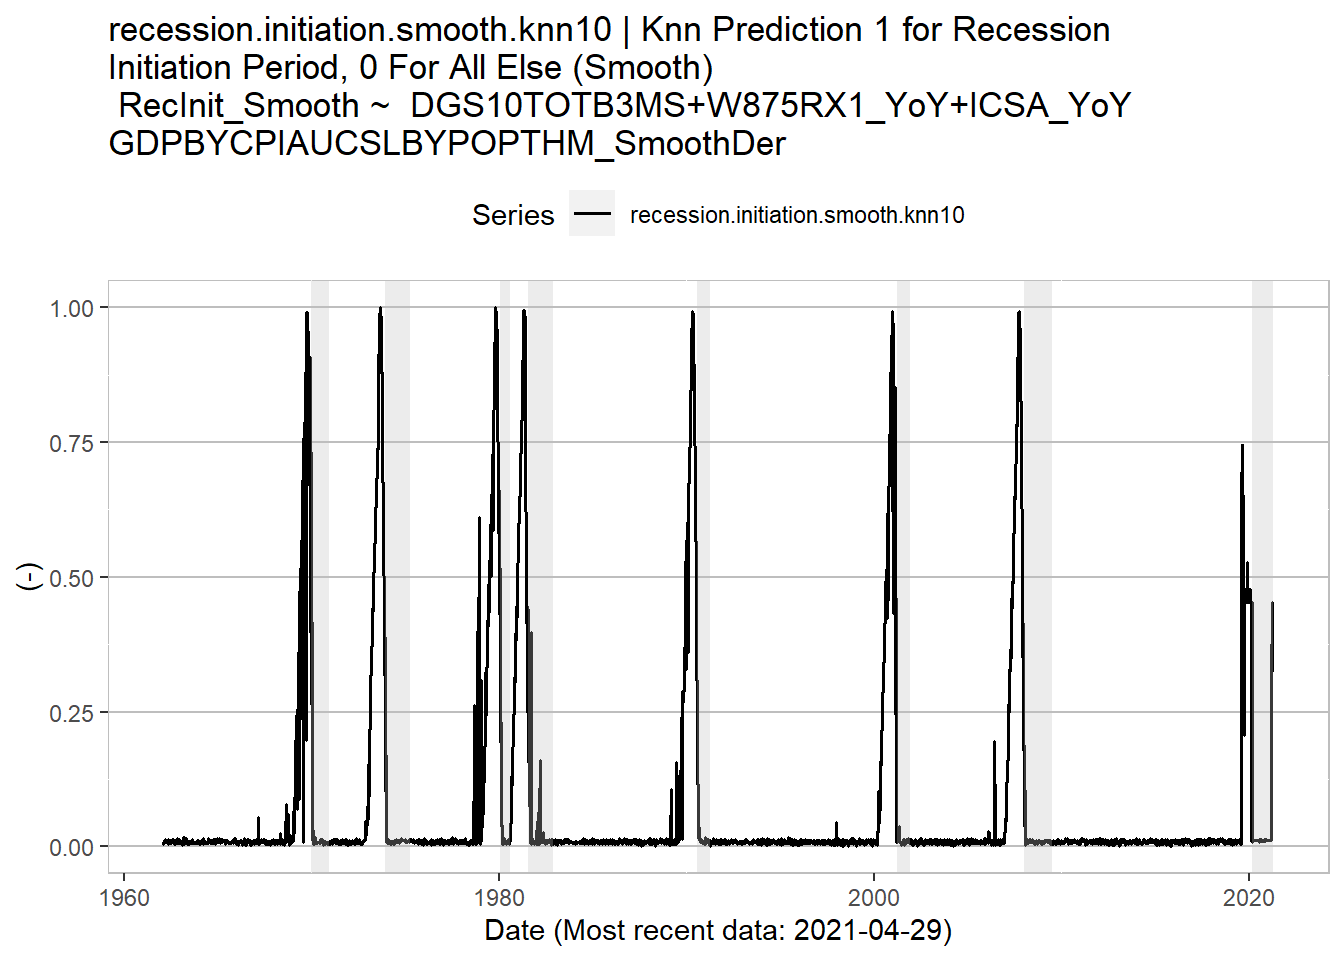 recession.initiation.smooth.knn10 | Knn Prediction 1 for Recession
Initiation Period, 0 For All Else (Smooth)
RecInit_Smooth ~  DGS10TOTB3MS+W875RX1_YoY+ICSA_YoY
GDPBYCPIAUCSLBYPOPTHM_SmoothDer
Series recession.initiation.smooth.knn10
1.00
0.75
0.50
0.25
0.00
(-)
1960 1980 2000 2020
Date (Most recent data: 2021-04-29)